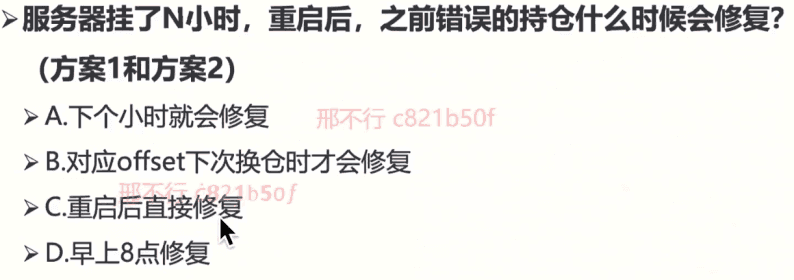 ➢服务器挂了N小时，重启后，之前错误的持仓什么时候会修复？
（方案1和方案2）
➢A.下个小时就会修复
邢不行 c821b50f
➢B.对应offset下次换仓时才会修复
邢不行 c821b50f
➢C.重启后直接修复
➢D.早上8点修复